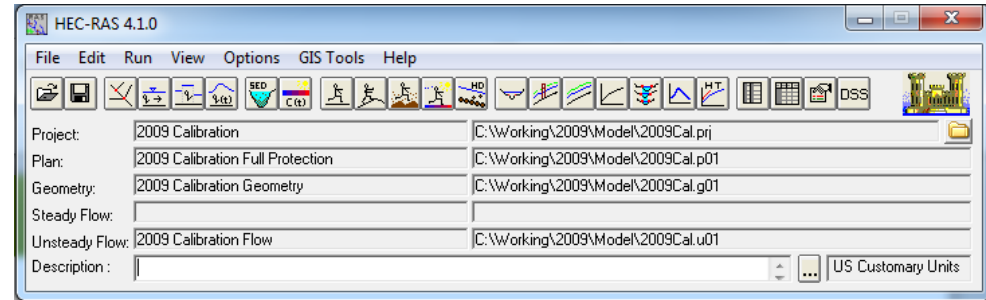 HEC-RAS 4.1.0
File Edit Run View Options GIS Tools Help
SED C(t) HD HT DSS
Project: 2009 Calibration C:\Working\2009\Model\2009Cal.prj
Plan: 2009 Calibration Full Protection C:\Working\2009\Model\2009Cal.p01
Geometry: 2009 Calibration Geometry C:\Working\2009\Model\2009Cal.g01
Steady Flow:
Unsteady Flow: 2009 Calibration Flow C:\Working\2009\Model\2009Cal.u01
Description : ... US Customary Units